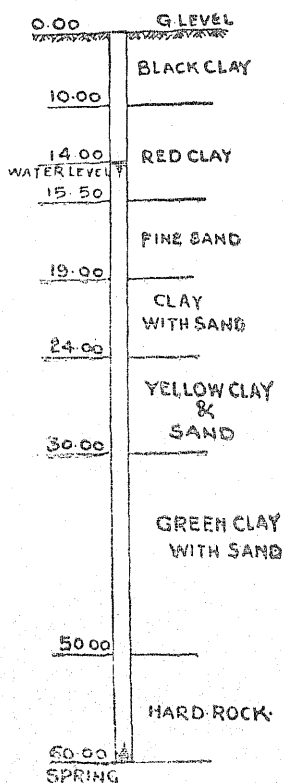 0.00 G.LEVEL
BLACK CLAY
10.00
14.00 RED CLAY
WATER LEVEL
15.50
FINE SAND
19.00
CLAY
WITH SAND
24.00
YELLOW CLAY
&
SAND
30.00
GREEN CLAY
WITH SAND
50.00
HARD ROCK.
60.00
SPRING